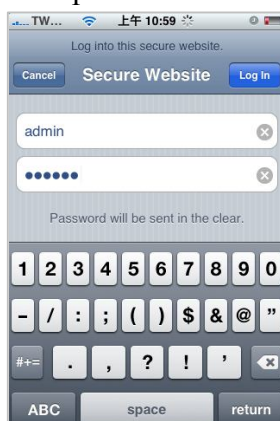 TW... 上午 10:59
Log into this secure website.
Cancel Secure Website Log In
admin
••••••
Password will be sent in the clear.
1 2 3 4 5 6 7 8 9 0
- / : ; ( ) $ & @ "
#+= . , ? ! '
ABC space return